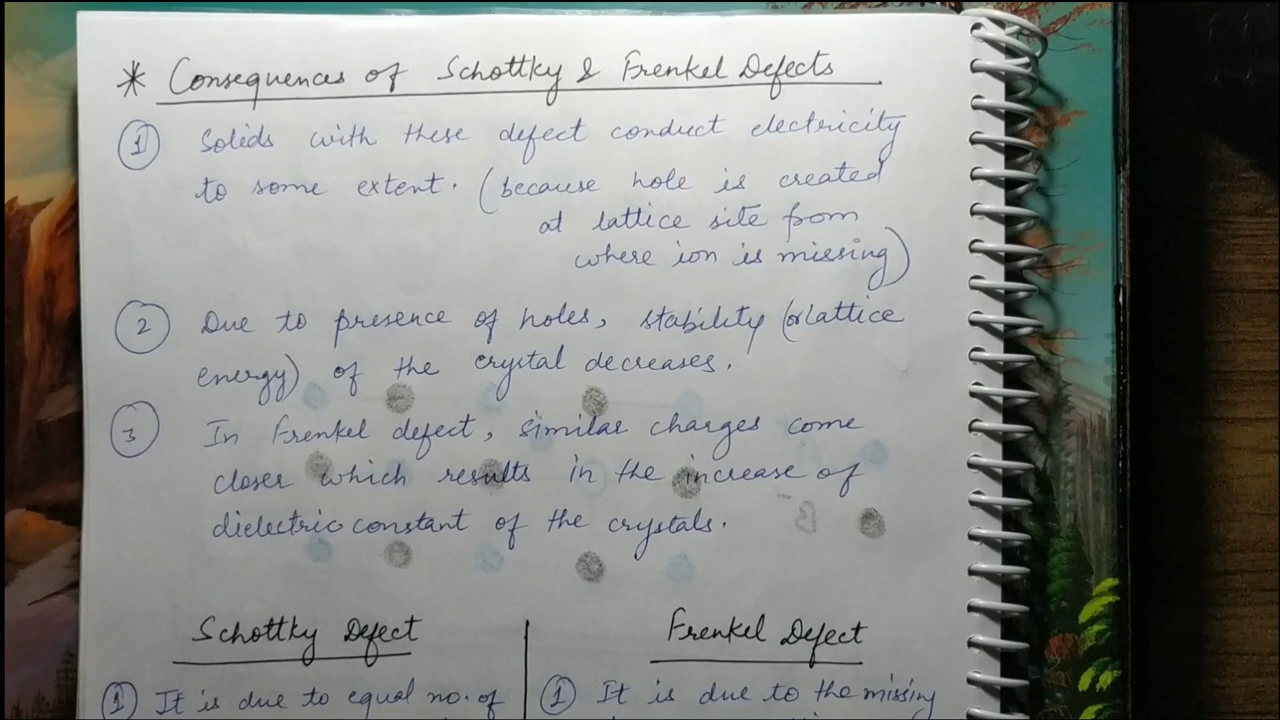 * Consequences of Schottky & Frenkel Defects
① Solids with these defect conduct electricity
to some extent. (because hole is created
at lattice site from
where ion is missing)
② Due to presence of holes, stability (or lattice
energy) of the crystal decreases.
③ In Frenkel defect, similar charges come
closer which results in the increase of
dielectric constant of the crystals.
Schottky Defect
① It is due to equal no. of
Frenkel Defect
① It is due to the missing